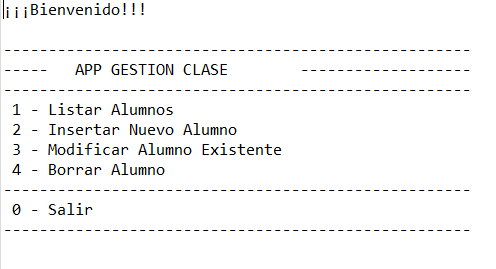 ¡¡¡Bienvenido!!!
----------------------------------------------------
-----   APP GESTION CLASE        -------------------
----------------------------------------------------
1 - Listar Alumnos
2 - Insertar Nuevo Alumno
3 - Modificar Alumno Existente
4 - Borrar Alumno
----------------------------------------------------
0 - Salir
----------------------------------------------------